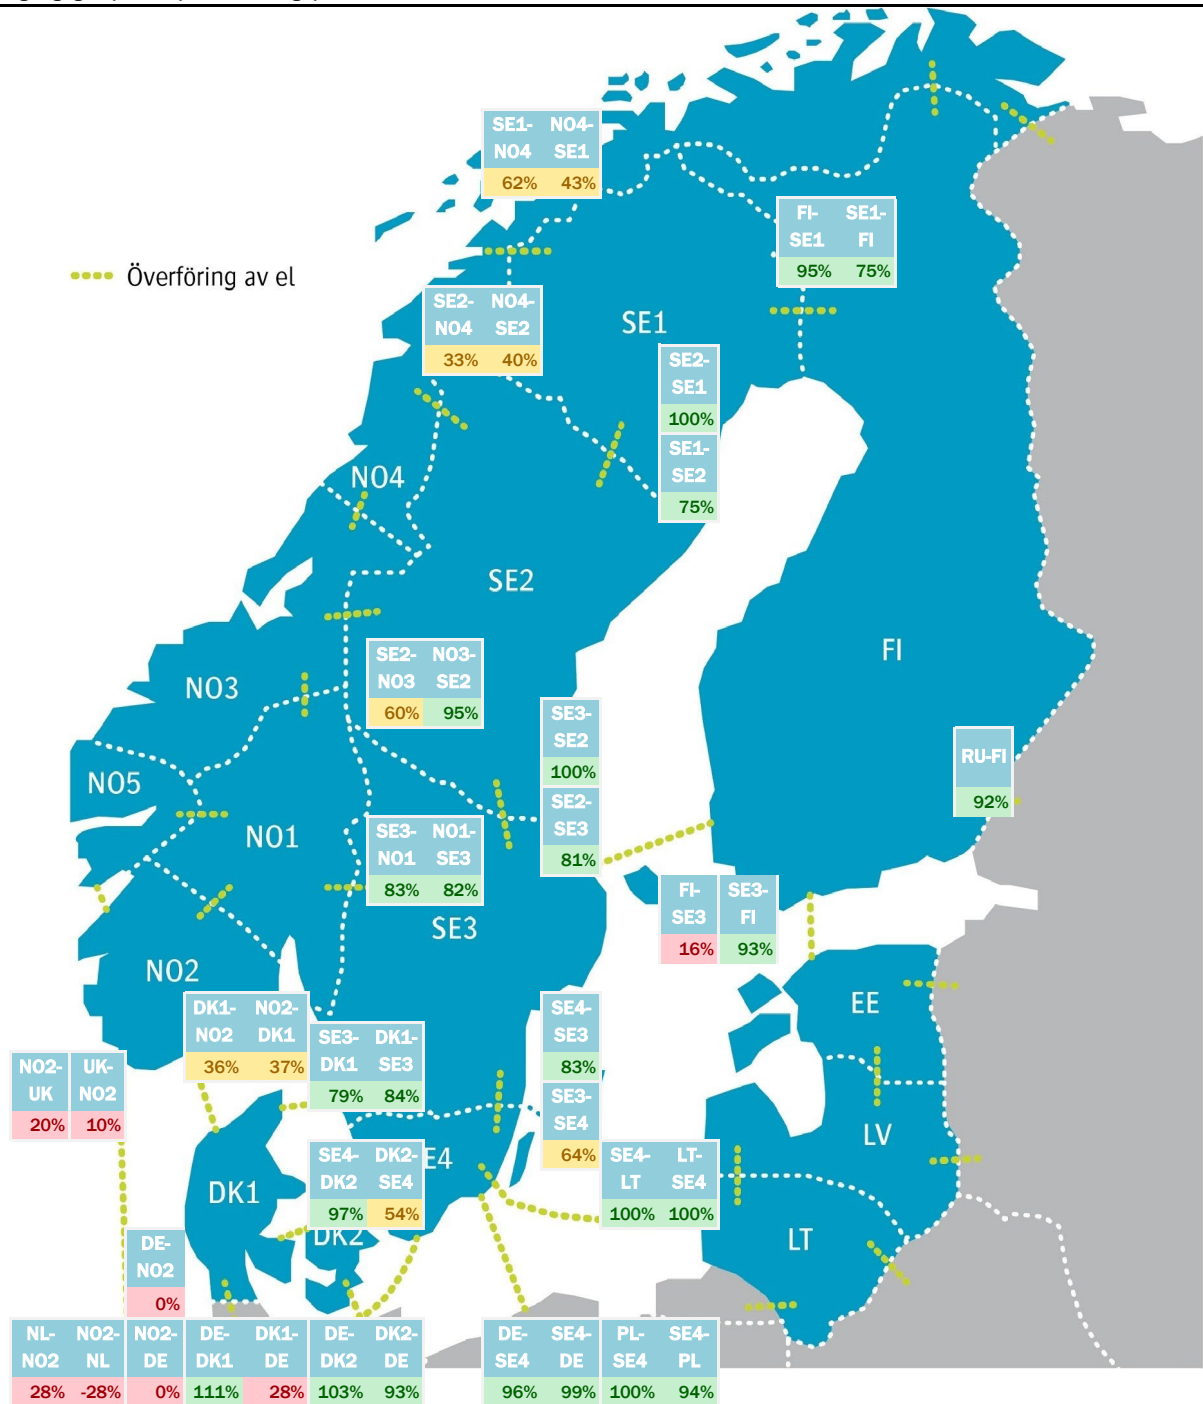 SE1- NO4-
NO4 SE1
62% 43%
FI- SE1-
SE1 FI
95% 75%
Överföring av el
SE2- NO4-
NO4 SE2
33% 40%
SE1
SE2-
SE1
100%
SE1-
SE2
75%
NO4
SE2
FI
SE2- NO3-
NO3 SE2
60% 95%
NO3
SE3-
SE2
100%
SE2-
SE3
81%
RU-FI
92%
NO5
NO1
SE3- NO1-
NO1 SE3
83% 82%
FI- SE3-
SE3 FI
16% 93%
SE3
NO2
DK1- NO2-
NO2 DK1
36% 37%
SE4-
SE3
83%
SE3-
SE4
64%
EE
SE3- DK1-
DK1 SE3
79% 84%
NO2- UK-
UK NO2
20% 10%
LV
SE4- DK2-
DK2 SE4
97% 54%
E4
SE4- LT-
LT SE4
100% 100%
DK1
DK2
LT
DE-
NO2
0%
NL- NO2- NO2- DE- DK1- DE- DK2- DE- SE4- PL- SE4-
NO2 NL DE DK1 DE DK2 DE SE4 DE SE4 PL
28% -28% 0% 111% 28% 103% 93% 96% 99% 100% 94%